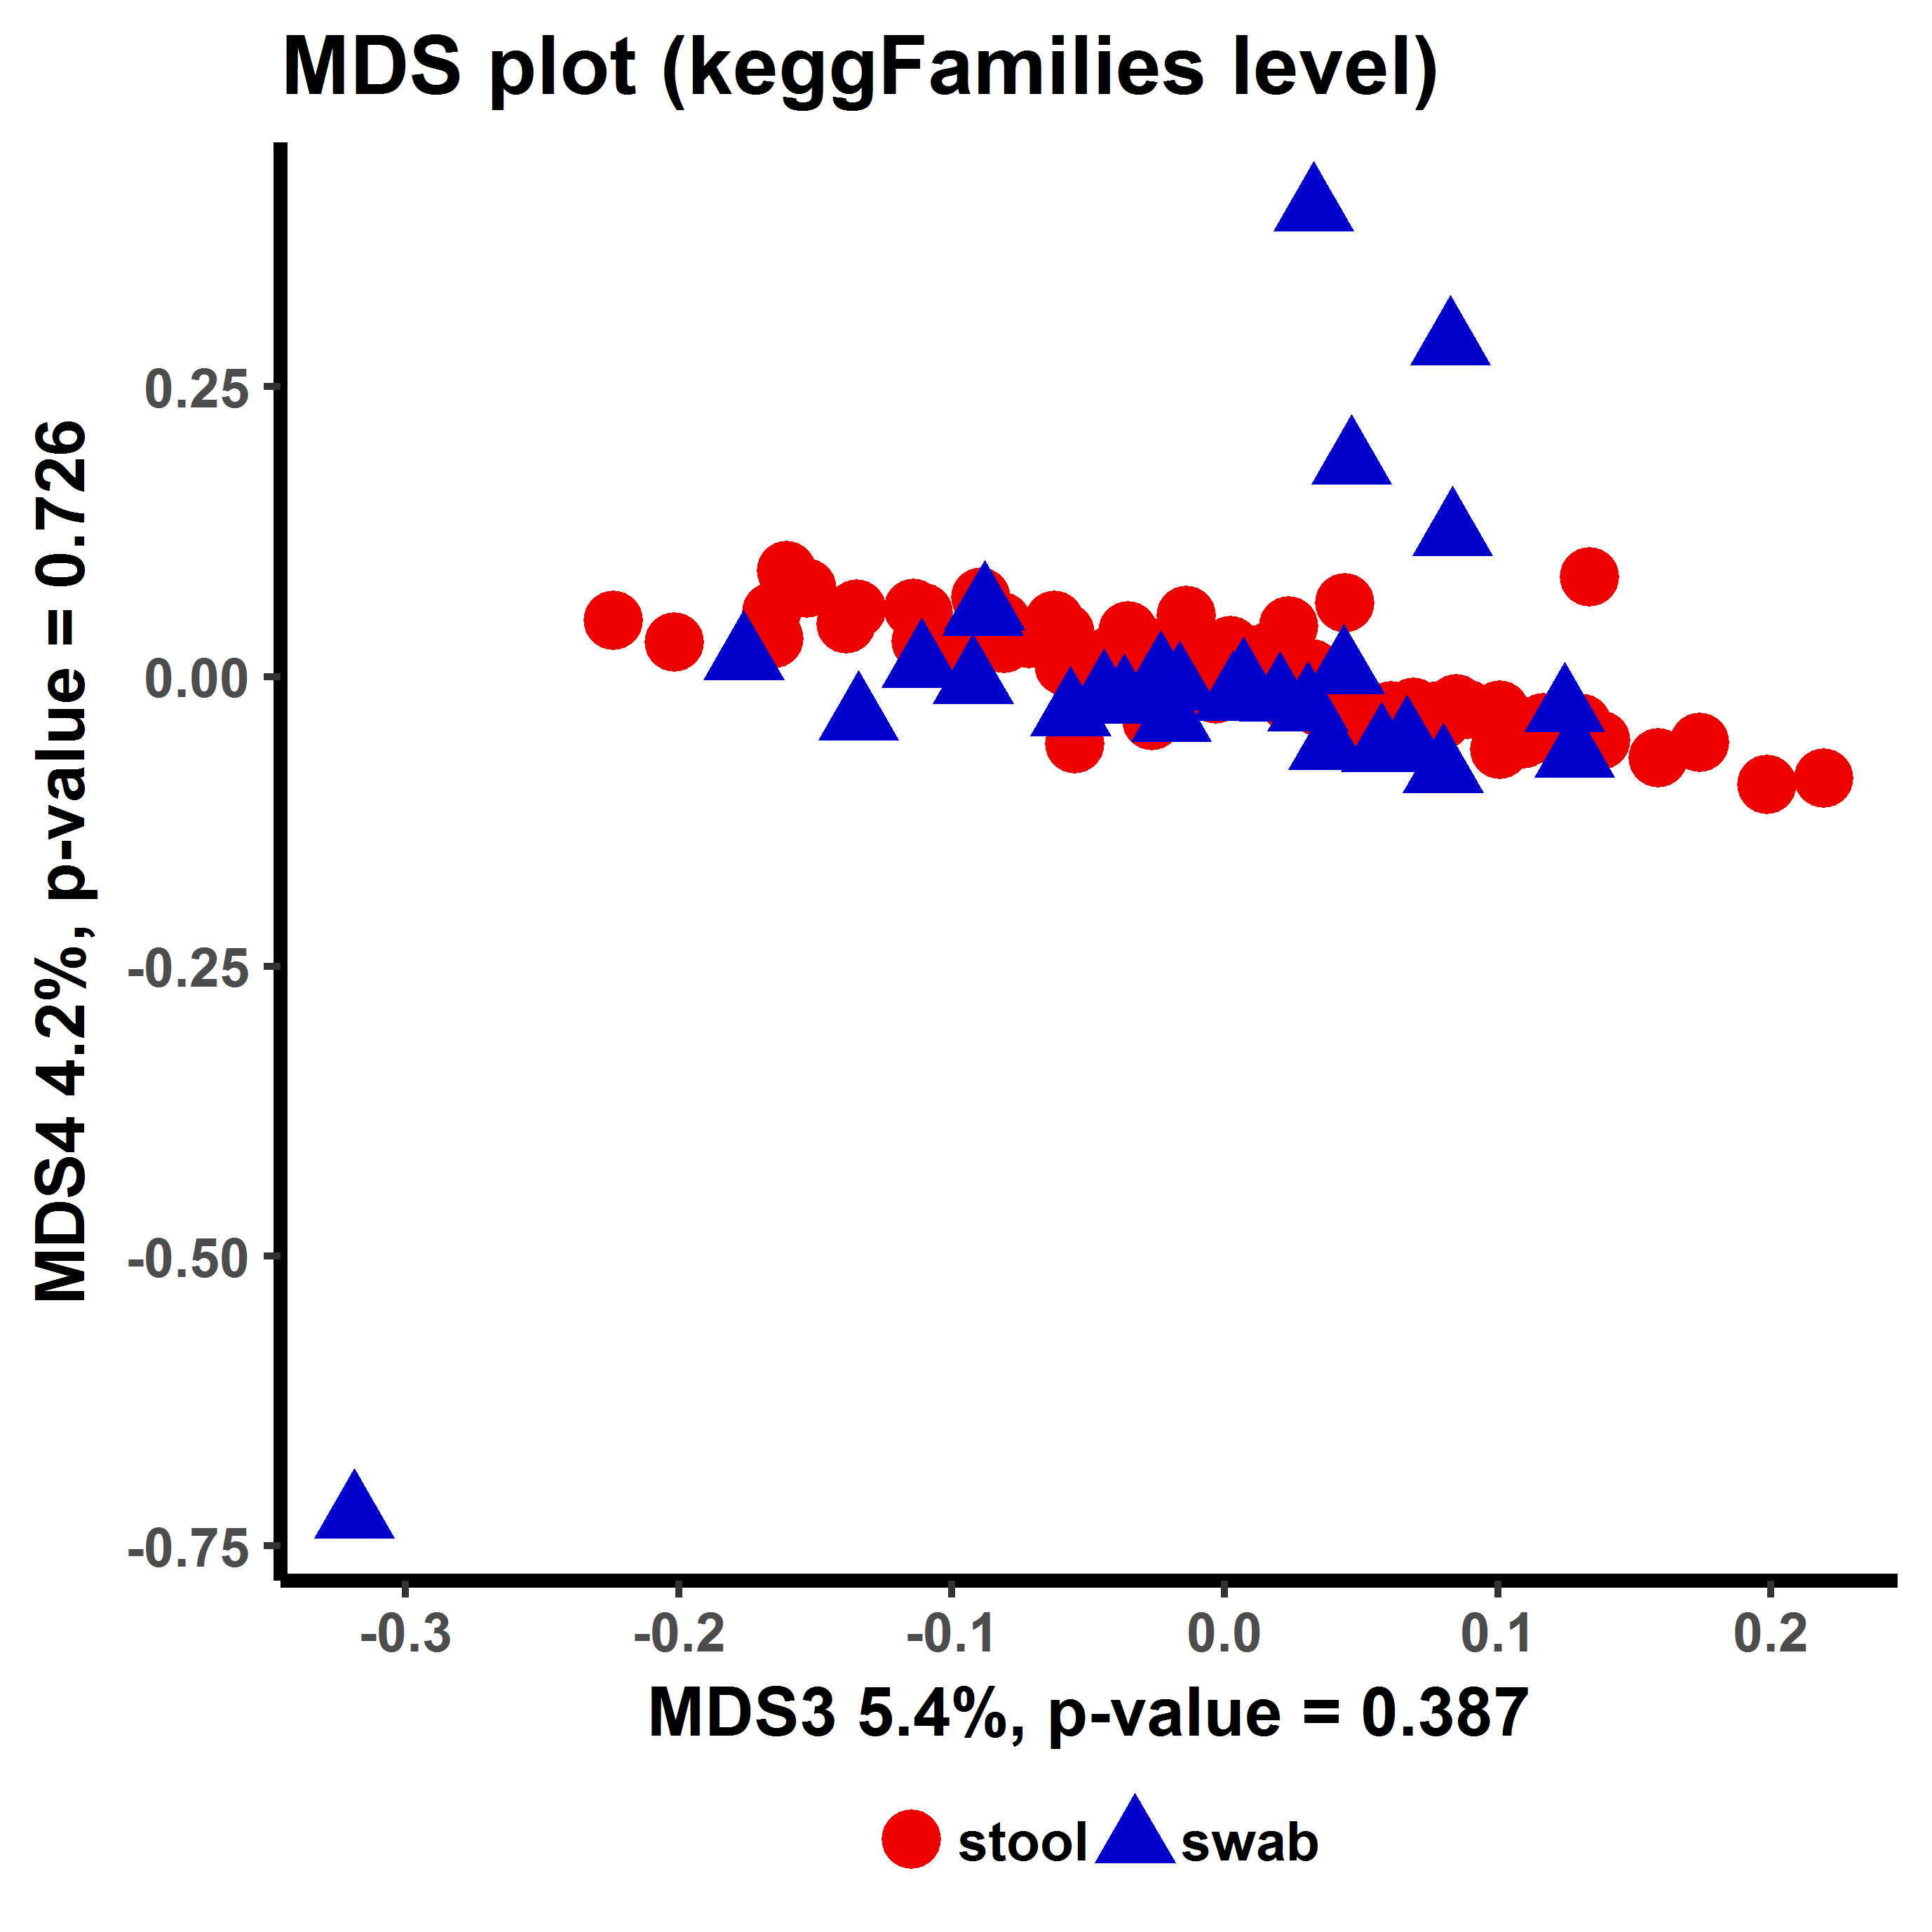 MDS plot (keggFamilies level)
MDS4 4.2%, p-value = 0.726
0.25
0.00
-0.25
-0.50
-0.75
-0.3 -0.2 -0.1 0.0 0.1 0.2
MDS3 5.4%, p-value = 0.387
stool swab